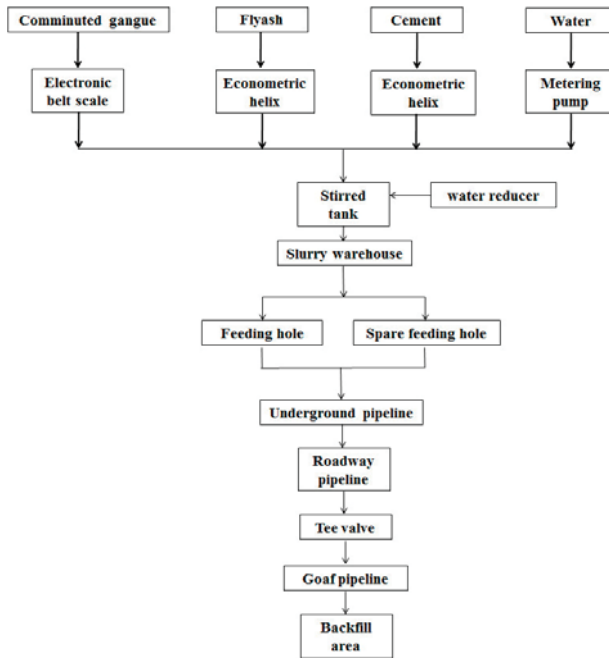 Comminuted gangue
Flyash
Cement
Water
Electronic
belt scale
Econometric
helix
Econometric
helix
Metering
pump
Stirred
tank
water reducer
Slurry warehouse
Feeding hole
Spare feeding hole
Underground pipeline
Roadway
pipeline
Tee valve
Goaf pipeline
Backfill
area